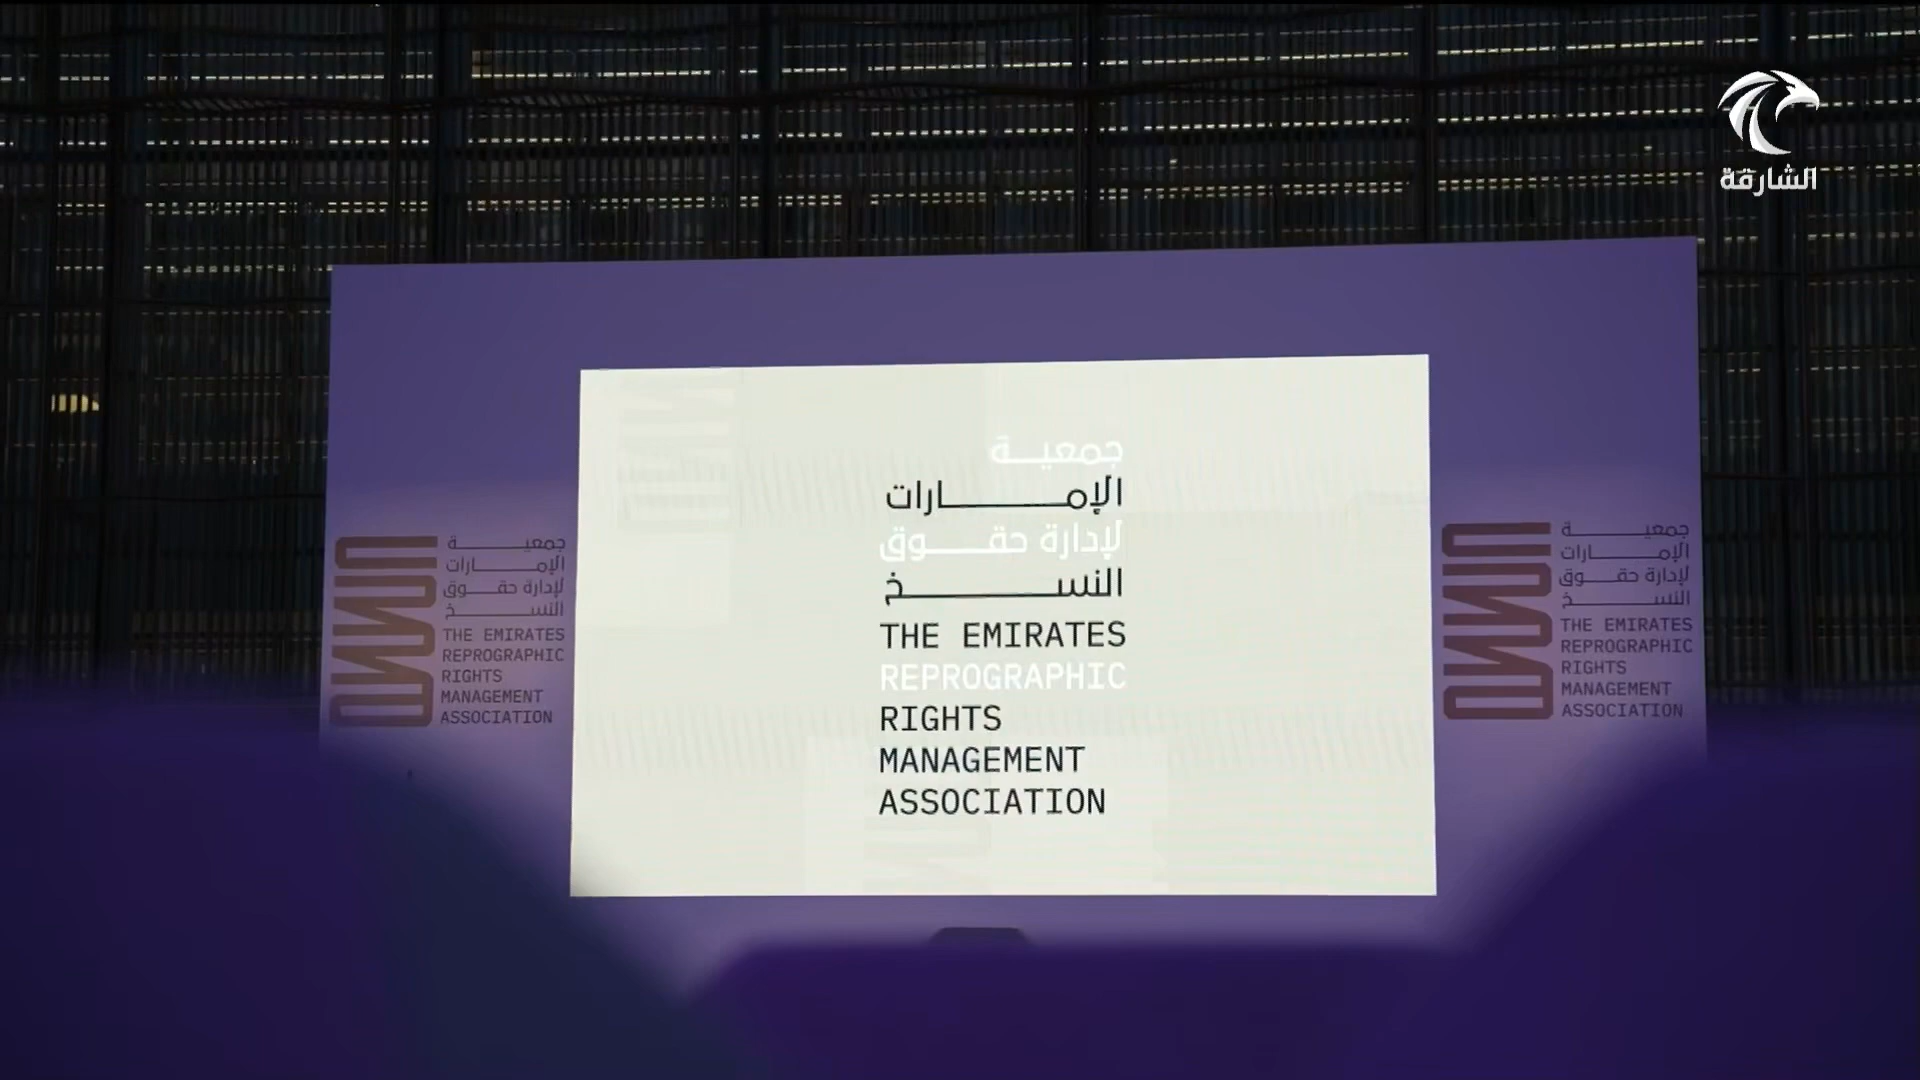 الشارقة
جمعية
الإمارات
لإدارة حقوق
النسخ
THE EMIRATES
REPROGRAPHIC
RIGHTS
MANAGEMENT
ASSOCIATION
جمعية
الإمارات
لإدارة حقوق
النسخ
THE EMIRATES
REPROGRAPHIC
RIGHTS
MANAGEMENT
ASSOCIATION
جمعية
الإمارات
لإدارة حقوق
النسخ
THE EMIRATES
REPROGRAPHIC
RIGHTS
MANAGEMENT
ASSOCIATION